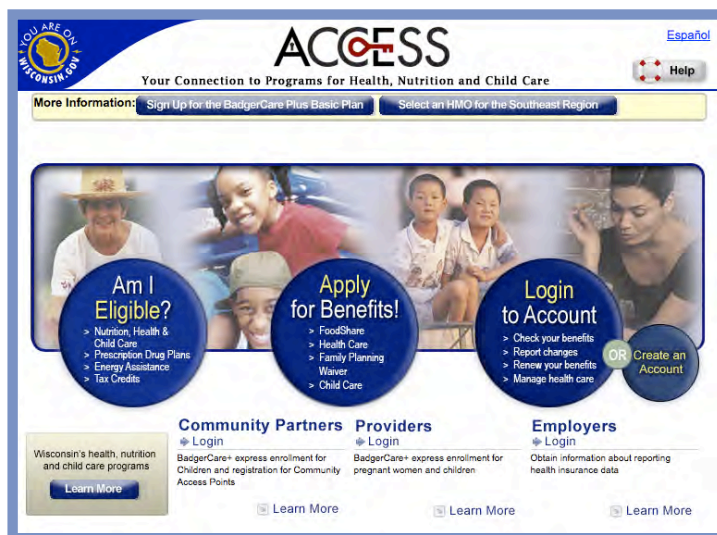 YOU ARE ON
WISCONSIN.GOV
ACCESS
Your Connection to Programs for Health, Nutrition and Child Care
Español
Help
More Information:
Sign Up for the BadgerCare Plus Basic Plan
Select an HMO for the Southeast Region
Am I
Eligible?
> Nutrition, Health &
Child Care
> Prescription Drug Plans
> Energy Assistance
> Tax Credits
Apply
for Benefits!
> FoodShare
> Health Care
> Family Planning
Waiver
> Child Care
Login
to Account
> Check your benefits
> Report changes
> Renew your benefits
> Manage health care
OR
Create an
Account
Wisconsin's health, nutrition
and child care programs
Learn More
Community Partners
Login
BadgerCare+ express enrollment for
Children and registration for Community
Access Points
Learn More
Providers
Login
BadgerCare+ express enrollment for
pregnant women and children
Learn More
Employers
Login
Obtain information about reporting
health insurance data
Learn More